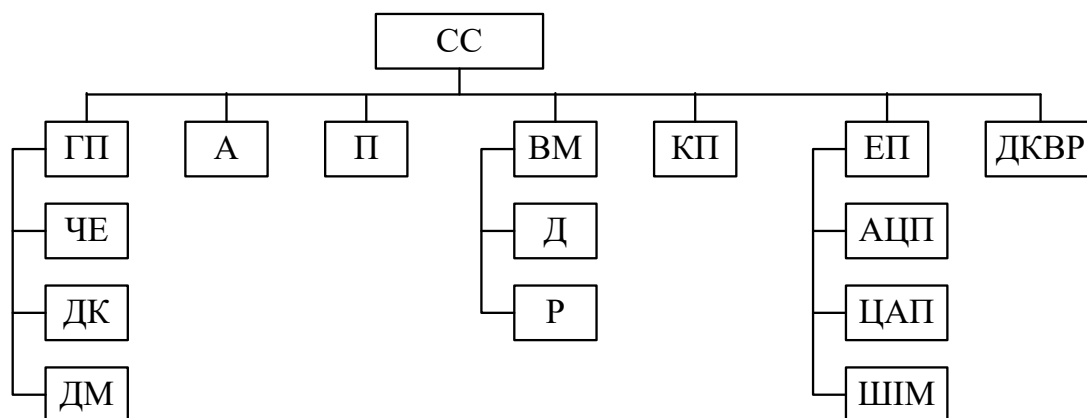 СС
ГП А П ВМ КП ЕП ДКВР
ЧЕ Д АЦП
ДК Р ЦАП
ДМ ШІМ